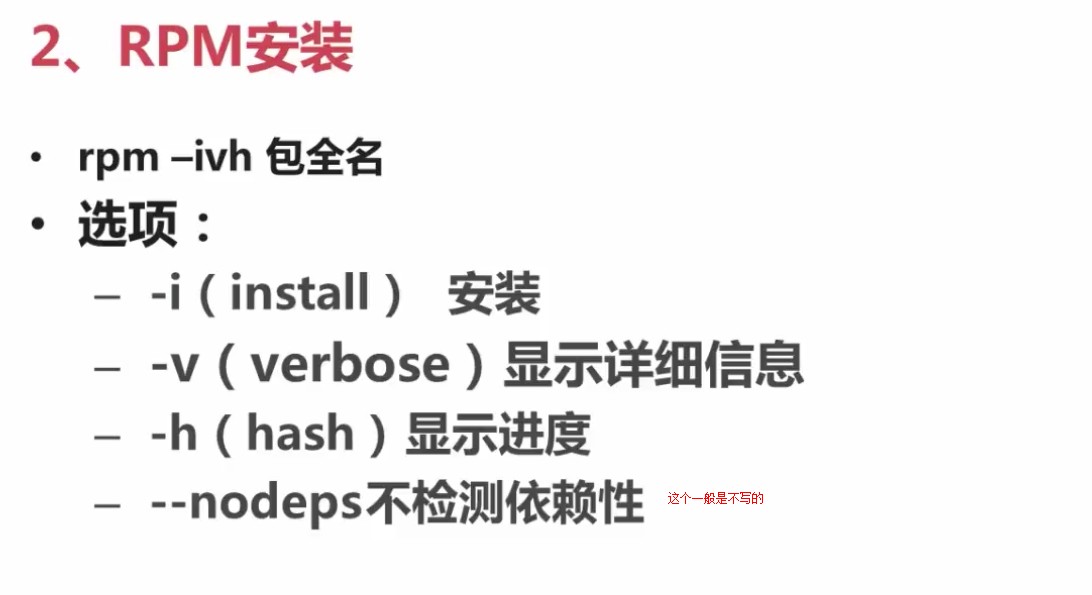 2、RPM安装
• rpm –ivh 包全名
• 选项：
– -i（install） 安装
– -v（verbose）显示详细信息
– -h（hash）显示进度
– --nodeps不检测依赖性 这个一般是不写的